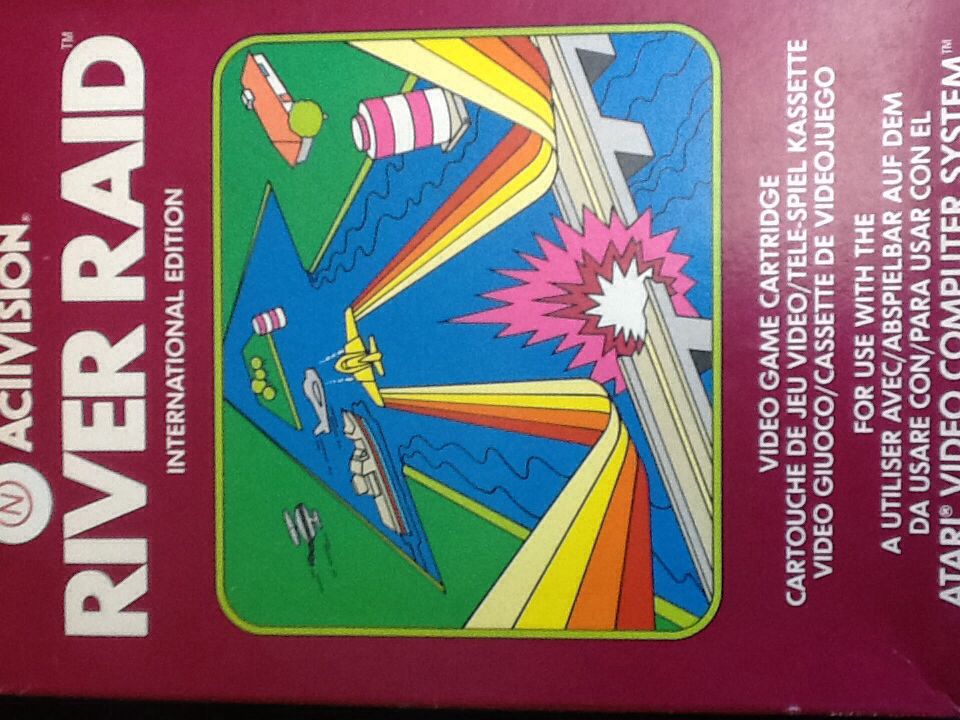 N
ACTIVISION®
RIVER RAID™
INTERNATIONAL EDITION
VIDEO GAME CARTRIDGE
CARTOUCHE DE JEU VIDEO/TELE-SPIEL KASSETTE
VIDEO GIUOCO/CASSETTE DE VIDEOJUEGO
FOR USE WITH THE
A UTILISER AVEC/ABSPIELBAR AUF DEM
DA USARE CON/PARA USAR CON EL
ATARI® VIDEO COMPUTER SYSTEM™